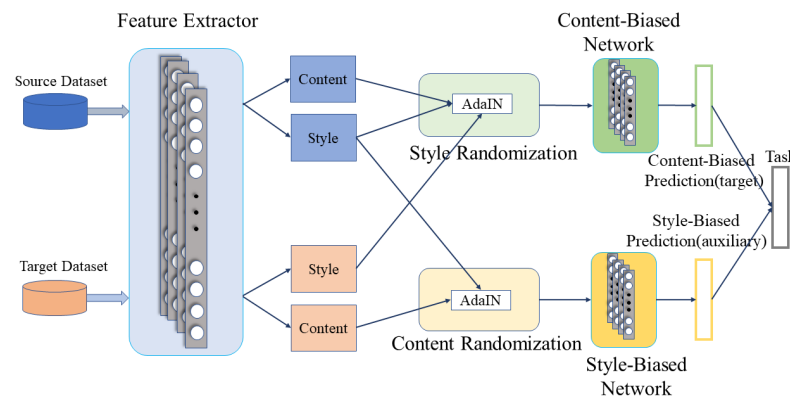 Feature Extractor
Content-Biased
Network
Source Dataset
Content
Style
AdaIN
Style Randomization
Content-Biased
Prediction(target)
Task
Style-Biased
Prediction(auxiliary)
Target Dataset
Style
Content
AdaIN
Content Randomization
Style-Biased
Network